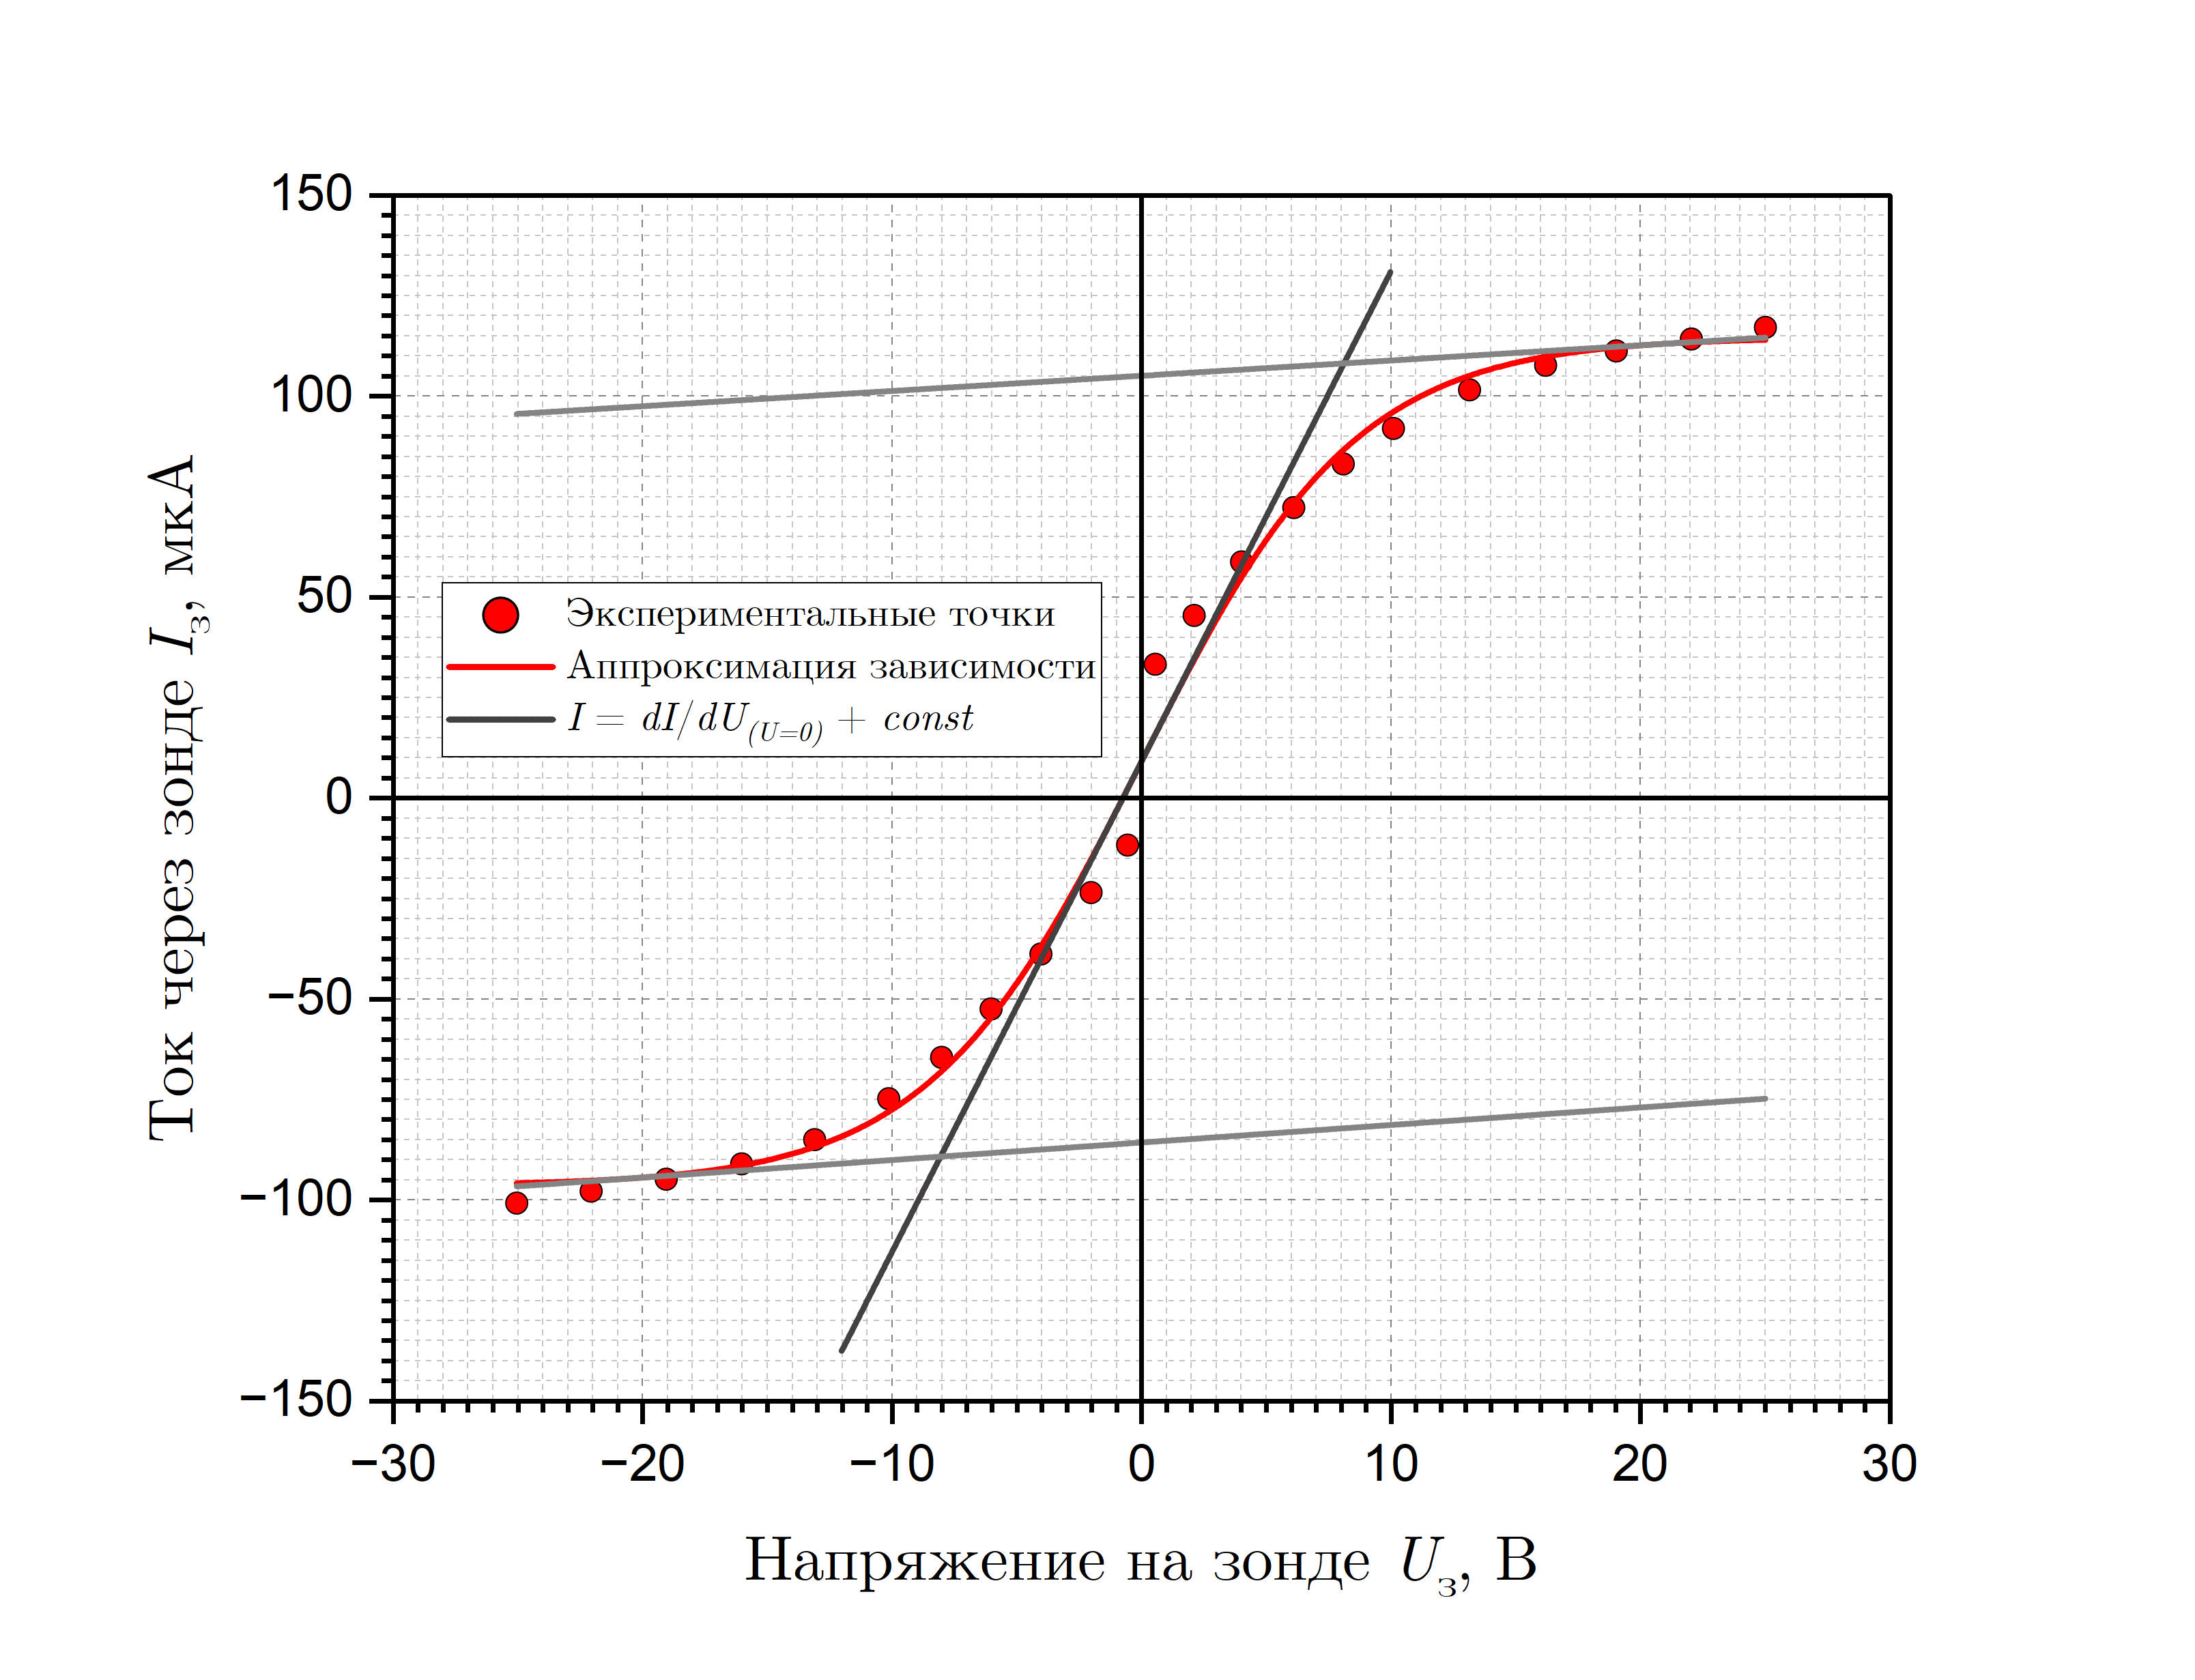 150
100
50
0
−50
−100
−150
−30
−20
−10
0
10
20
30
Ток через зонде Iз, мкА
Экспериментальные точки
Аппроксимация зависимости
I = dI/dU(U=0) + const
Напряжение на зонде Uз, В